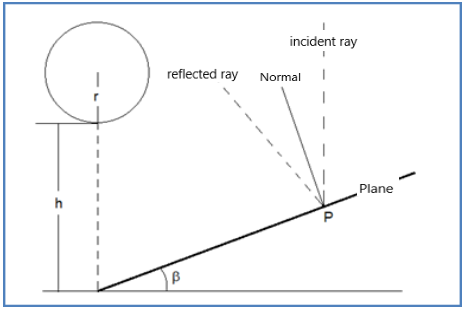 incident ray
reflected ray
Normal
r
h
Plane
P
β